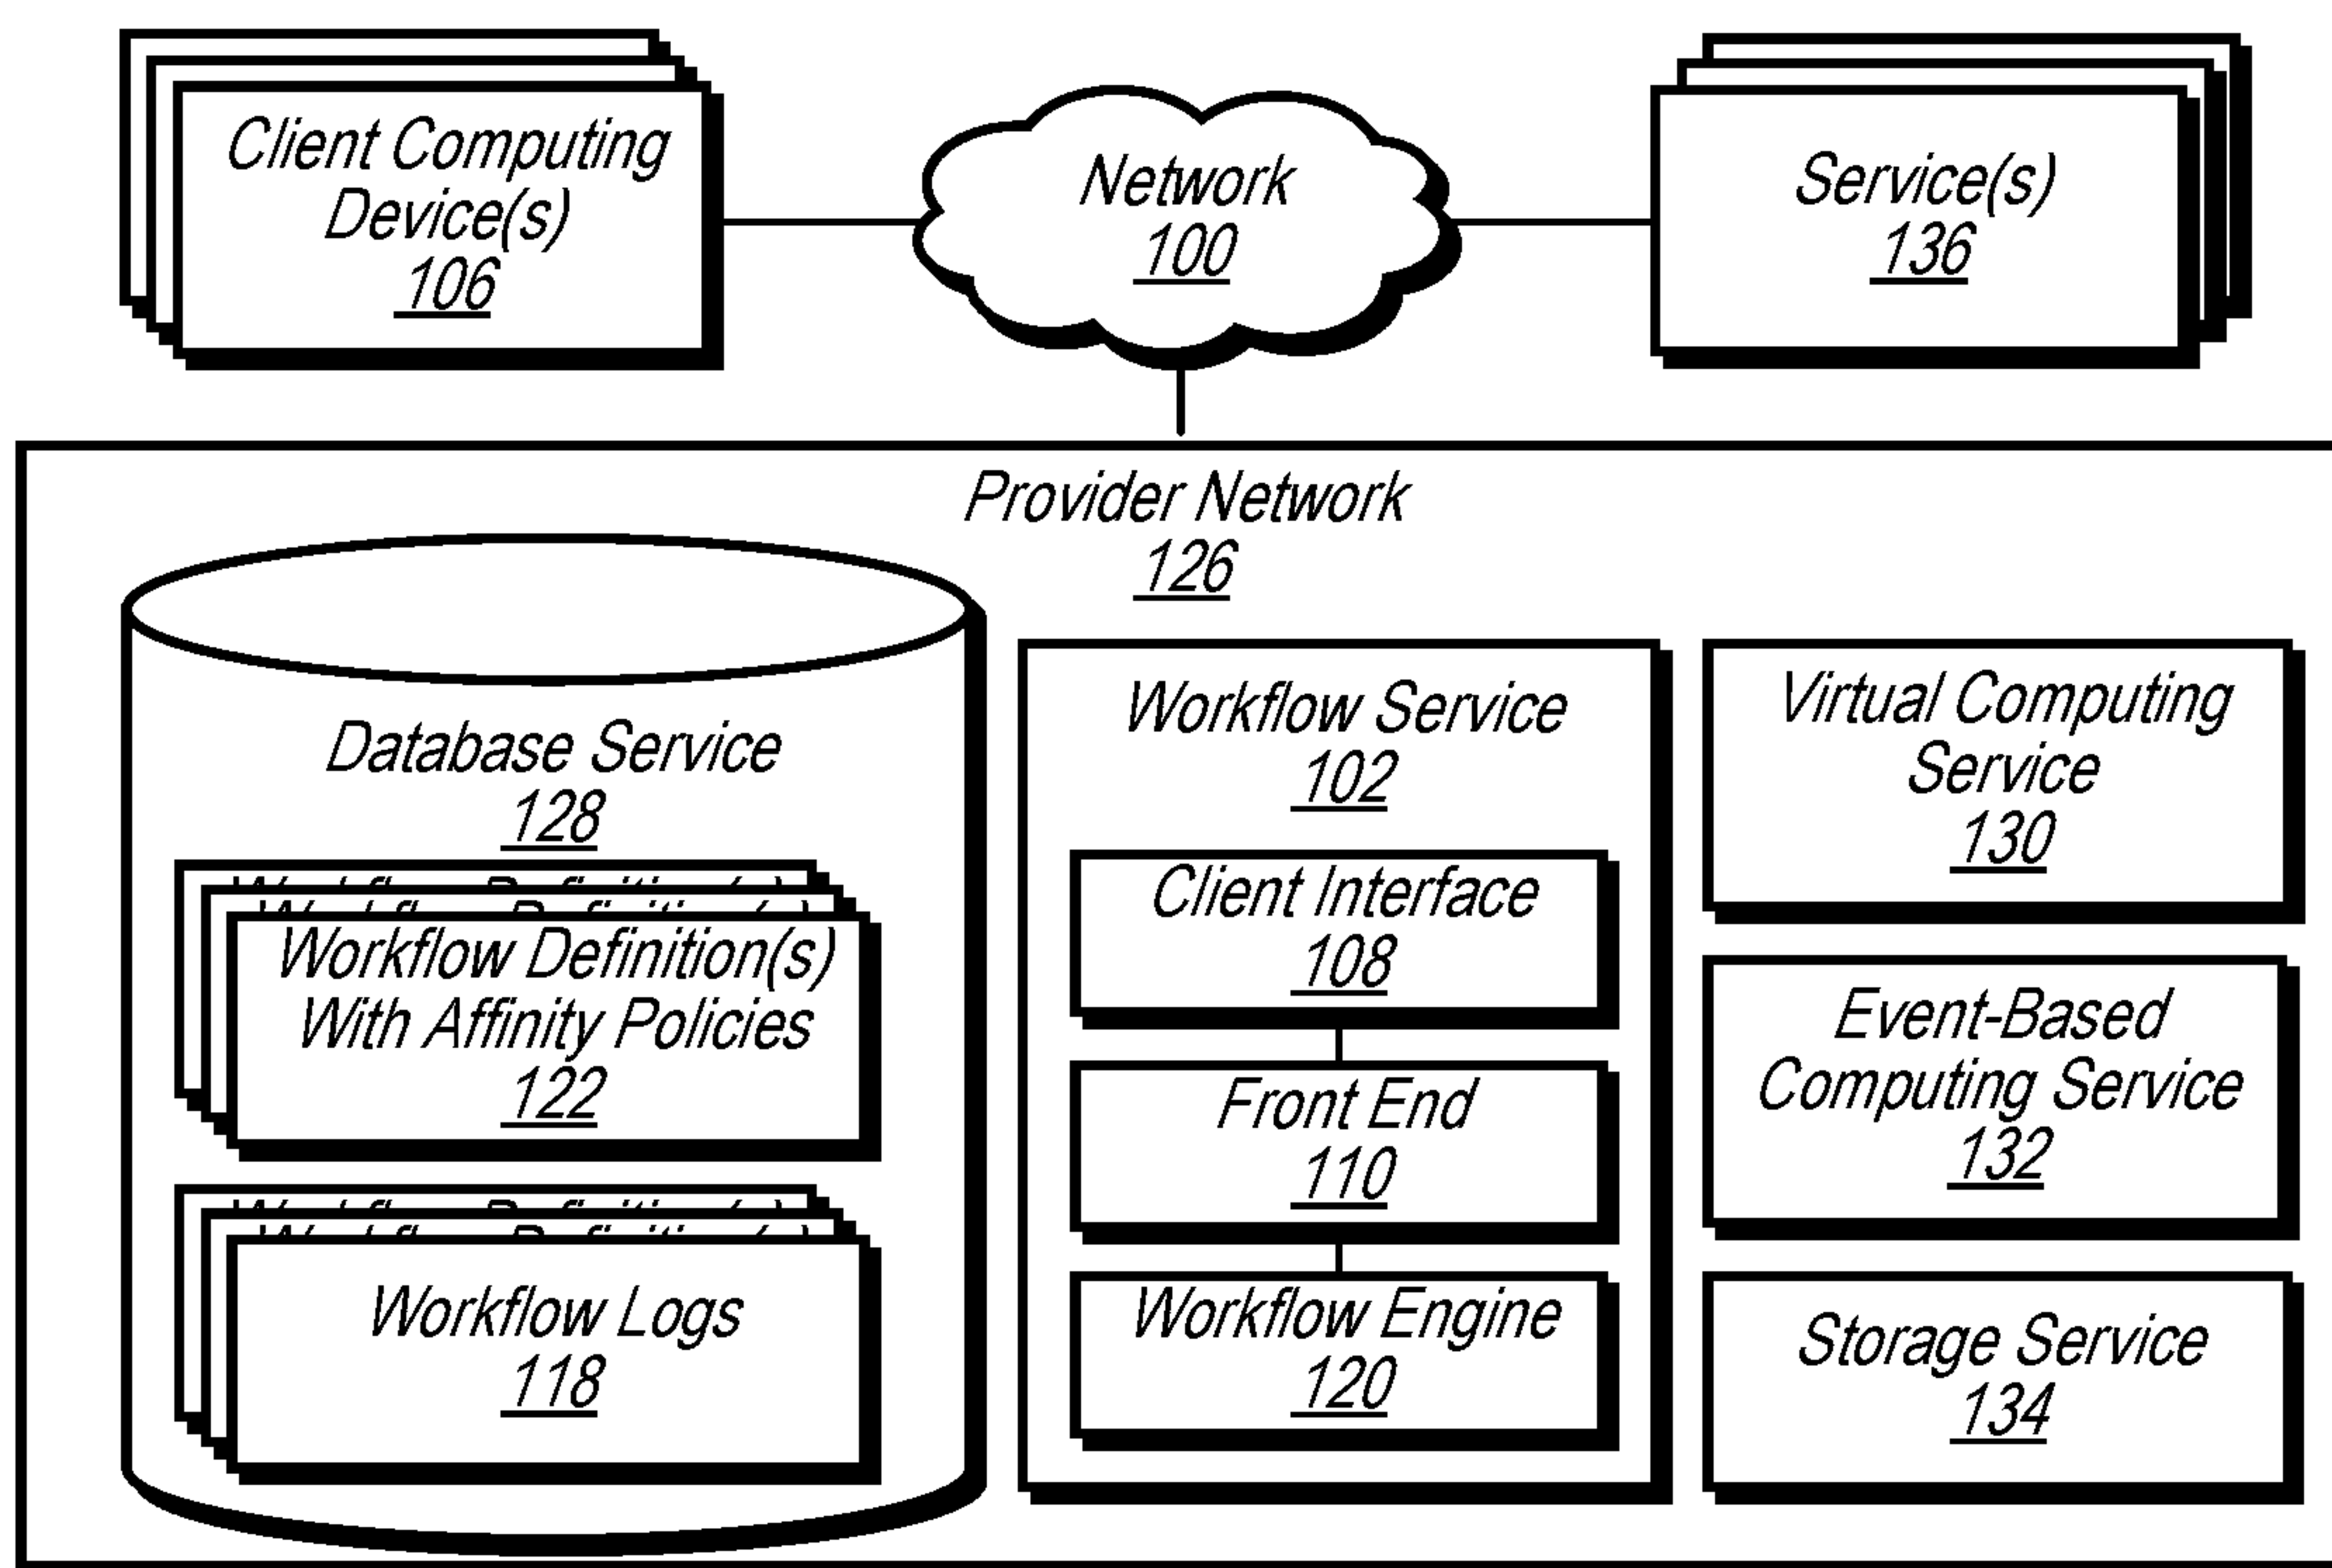 Client Computing
Device(s)
106
Network
100
Service(s)
136
Provider Network
126
Database Service
128
Workflow Definition(s)
With Affinity Policies
122
Workflow Logs
118
Workflow Service
102
Client Interface
108
Front End
110
Workflow Engine
120
Virtual Computing
Service
130
Event-Based
Computing Service
132
Storage Service
134